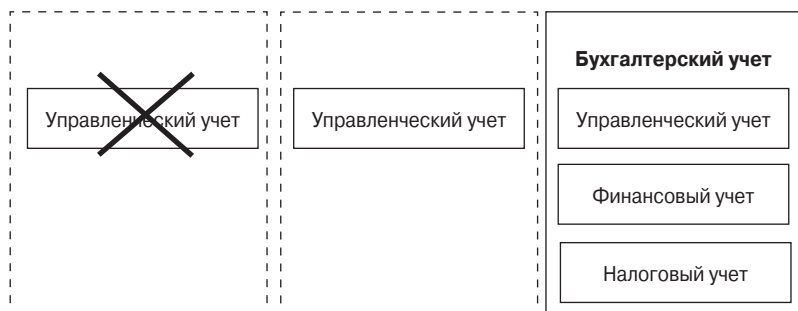 Бухгалтерский учет
Управленческий учет
Управленческий учет
Управленческий учет
Финансовый учет
Налоговый учет